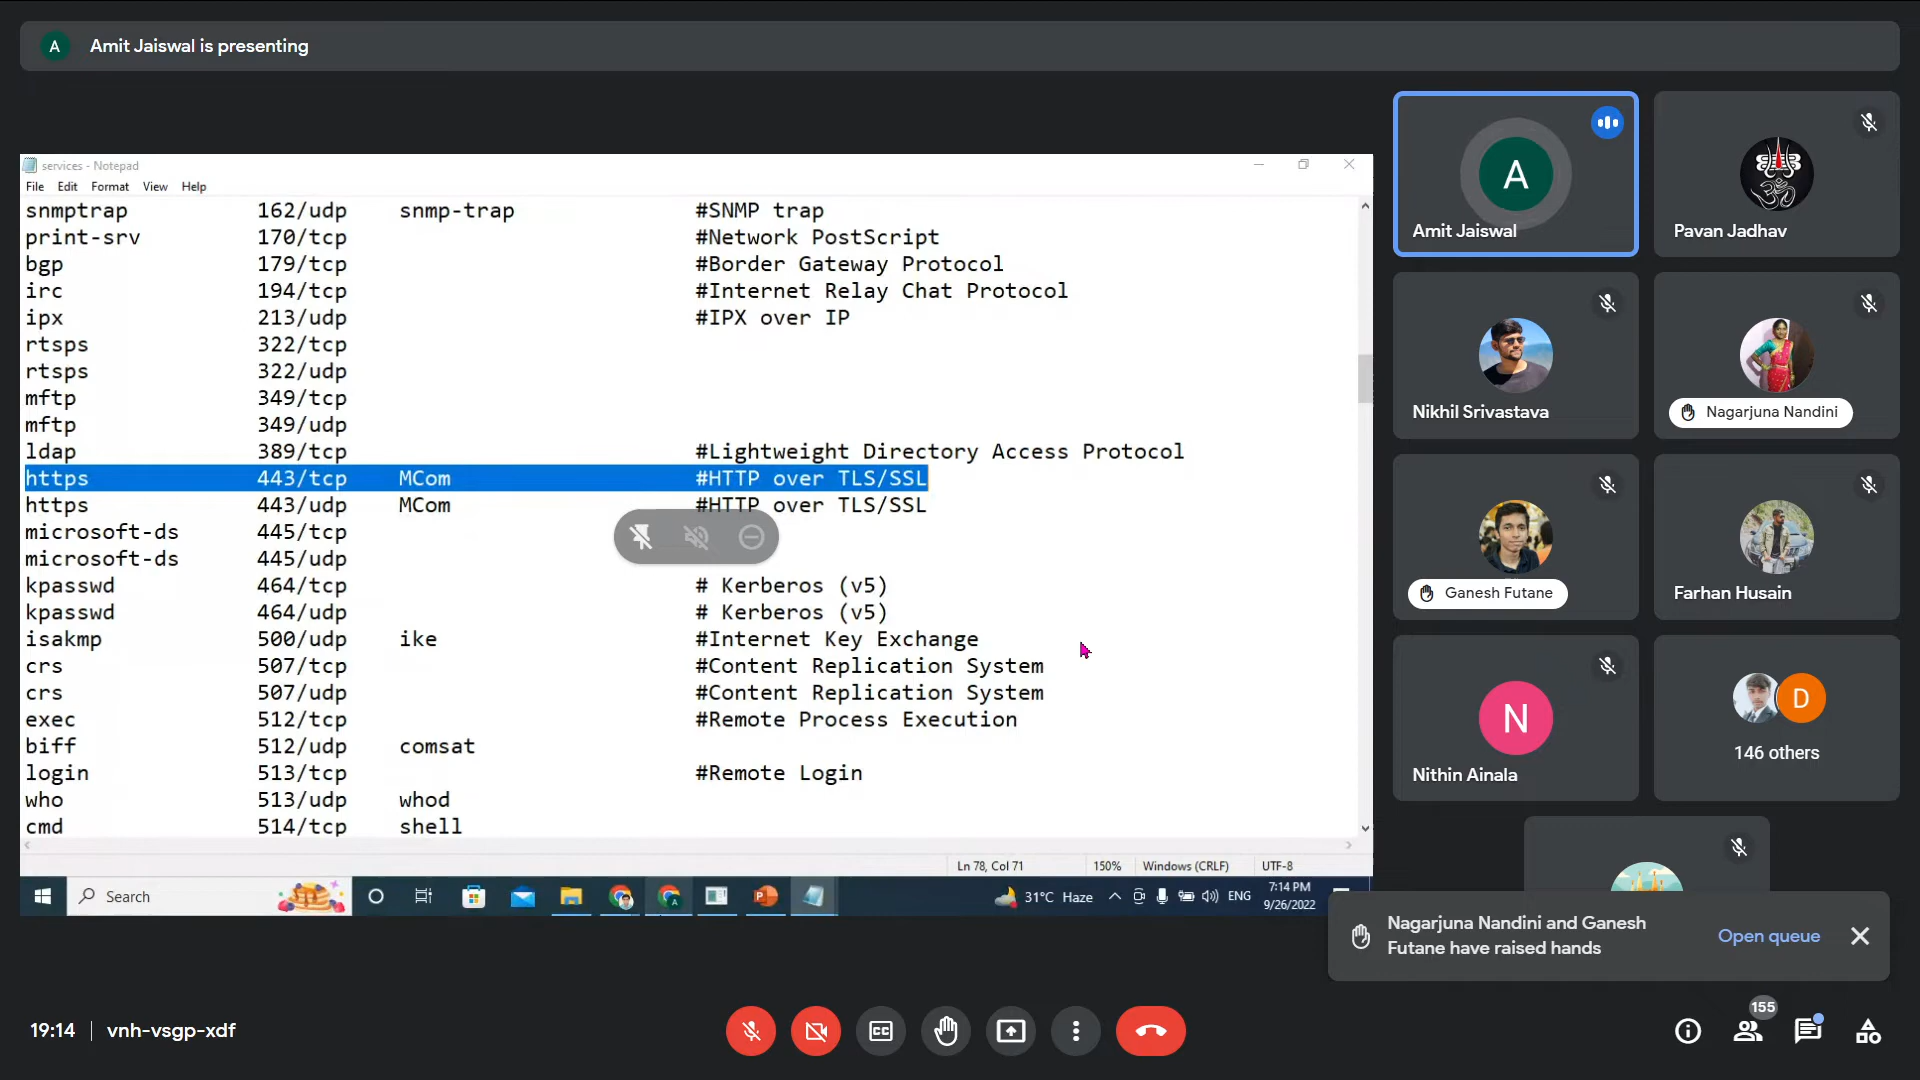 A Amit Jaiswal is presenting
services - Notepad
File Edit Format View Help
snmptrap 162/udp snmp-trap #SNMP trap
print-srv 170/tcp #Network PostScript
bgp 179/tcp #Border Gateway Protocol
irc 194/tcp #Internet Relay Chat Protocol
ipx 213/udp #IPX over IP
rtsps 322/tcp
rtsps 322/udp
mftp 349/tcp
mftp 349/udp
ldap 389/tcp #Lightweight Directory Access Protocol
https 443/tcp MCom #HTTP over TLS/SSL
https 443/udp MCom #HTTP over TLS/SSL
microsoft-ds 445/tcp
microsoft-ds 445/udp
kpasswd 464/tcp # Kerberos (v5)
kpasswd 464/udp # Kerberos (v5)
isakmp 500/udp ike #Internet Key Exchange
crs 507/tcp #Content Replication System
crs 507/udp #Content Replication System
exec 512/tcp #Remote Process Execution
biff 512/udp comsat
login 513/tcp #Remote Login
who 513/udp whod
cmd 514/tcp shell
Ln 78, Col 71 150% Windows (CRLF) UTF-8
Search
31°C Haze ENG 7:14 PM
9/26/2022
A
Amit Jaiswal
Pavan Jadhav
Nikhil Srivastava
Nagarjuna Nandini
Ganesh Futane
Farhan Husain
N
Nithin Ainala
D
146 others
Nagarjuna Nandini and Ganesh
Futane have raised hands
Open queue
19:14 | vnh-vsgp-xdf
CC
155